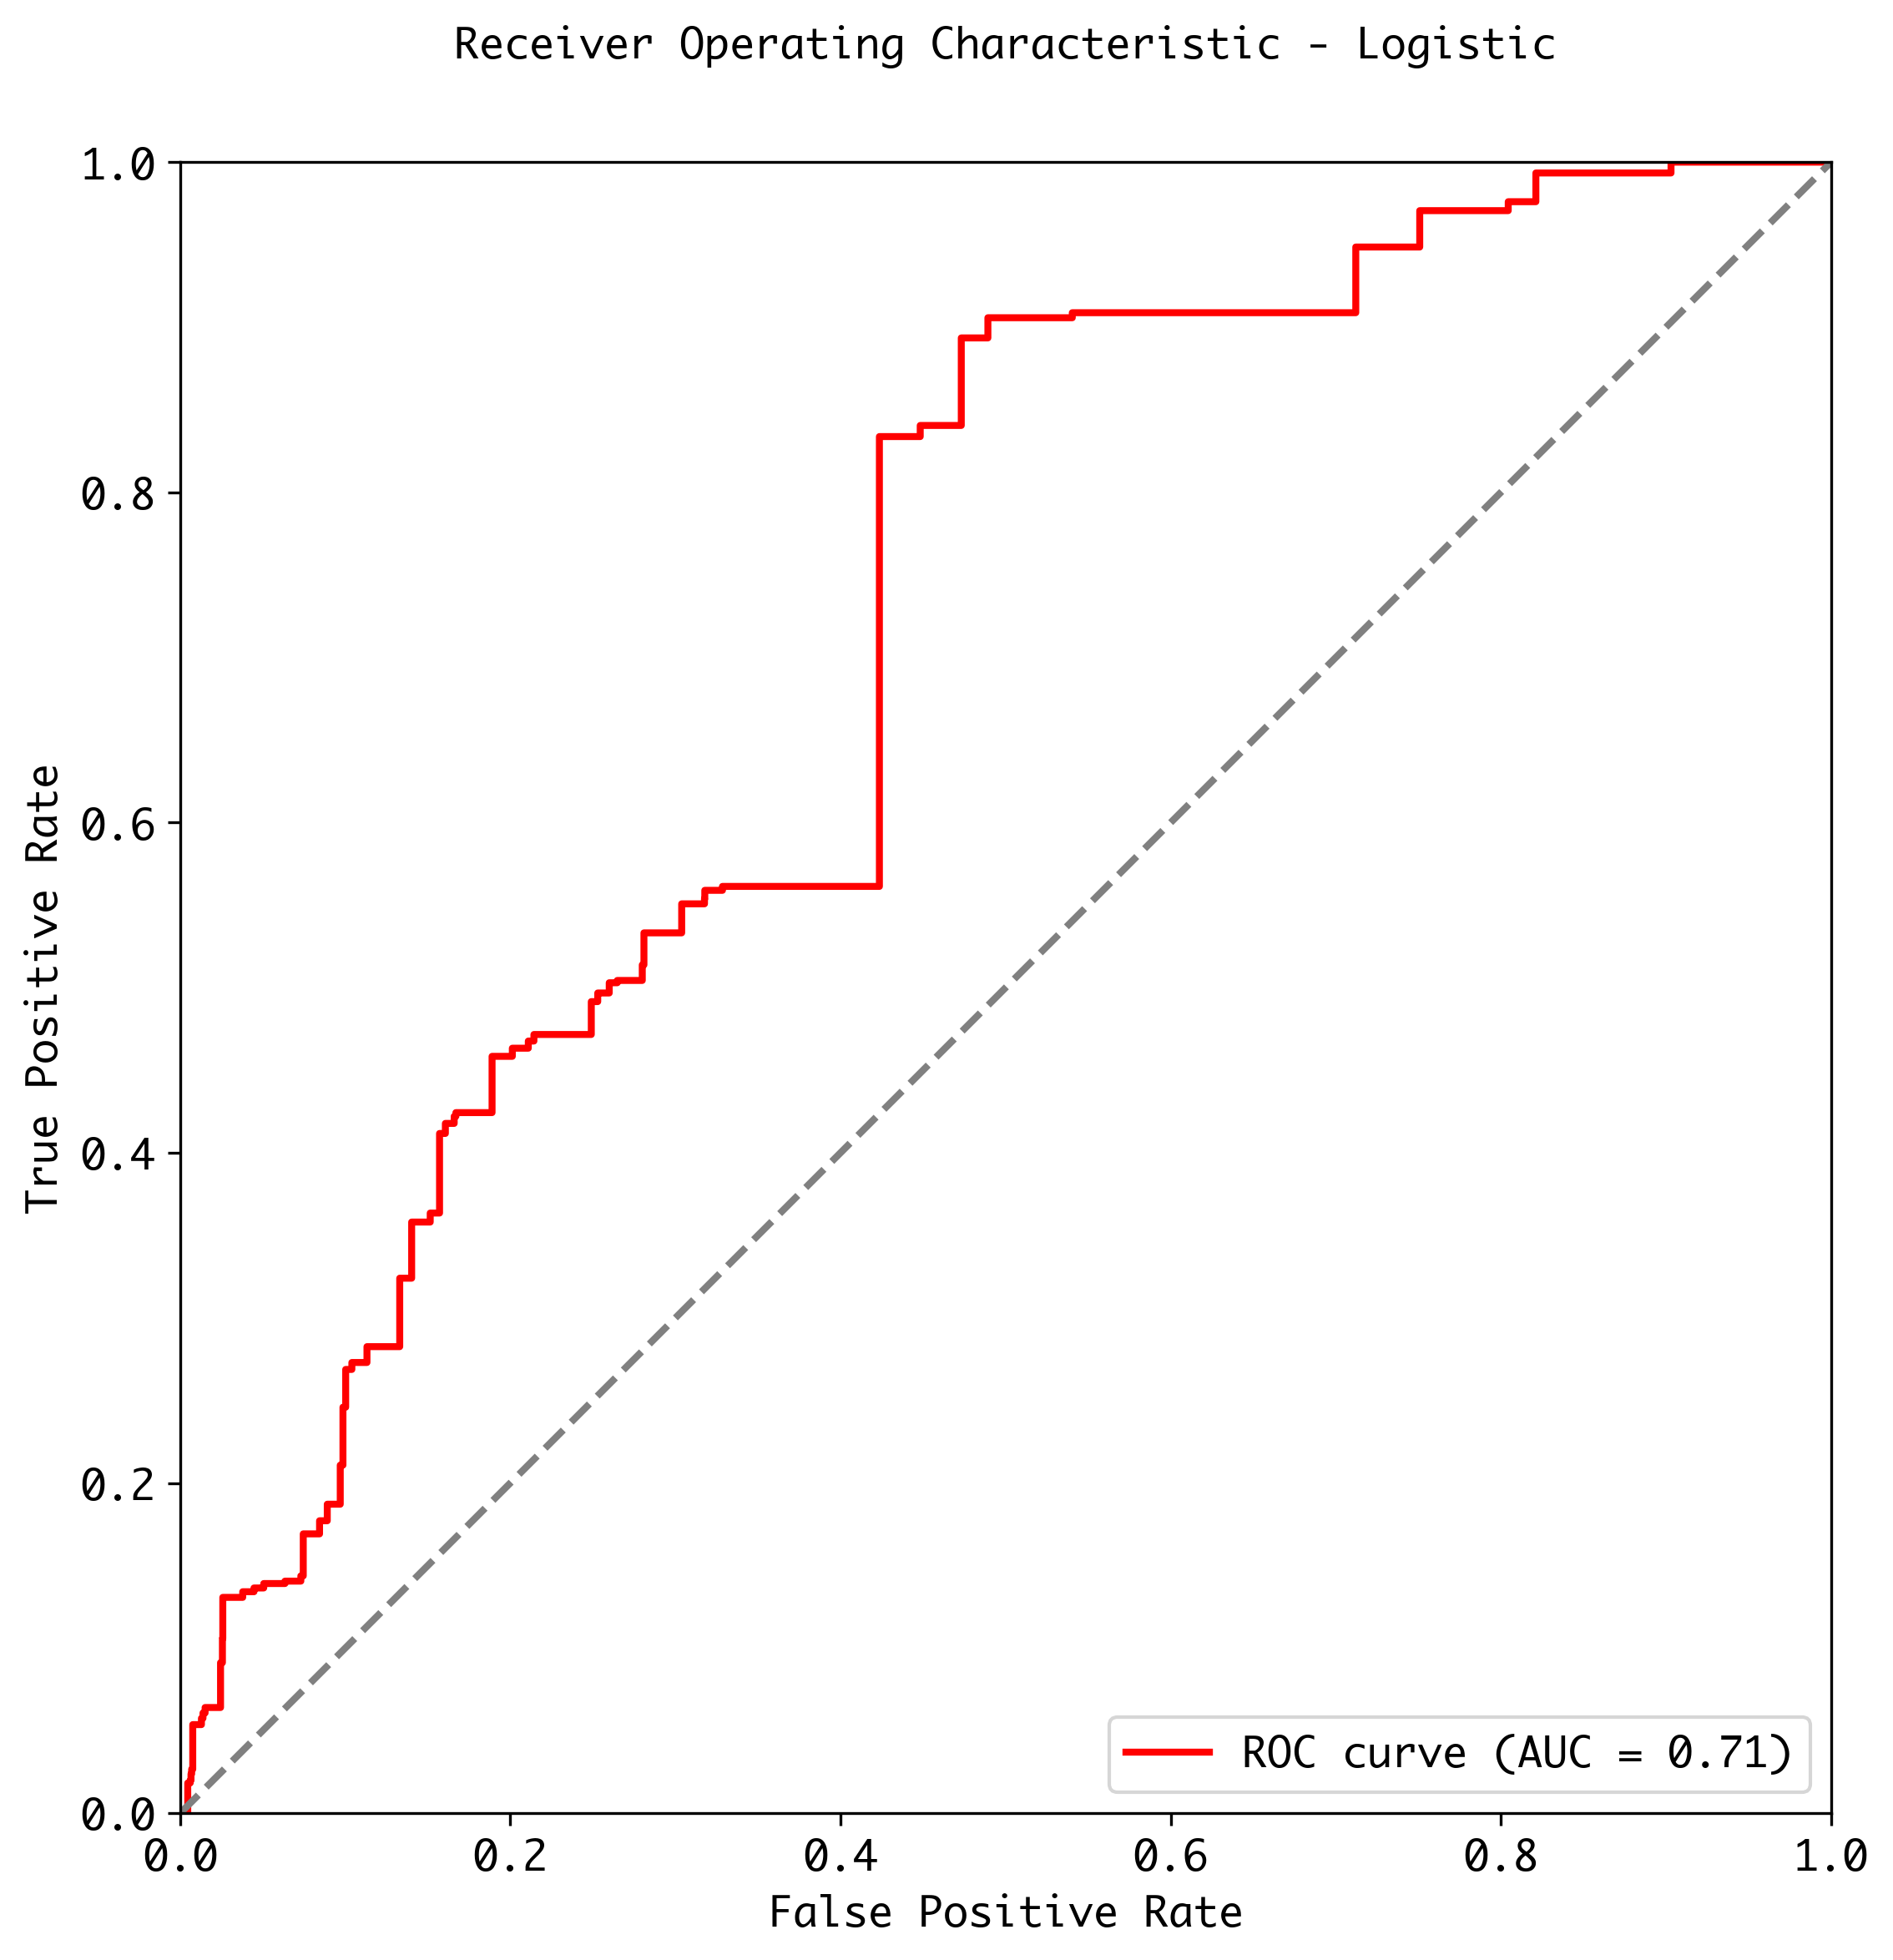 Receiver Operating Characteristic - Logistic
1.0
0.8
0.6
0.4
0.2
0.0
True Positive Rate
ROC curve (AUC = 0.71)
0.0 0.2 0.4 0.6 0.8 1.0
False Positive Rate